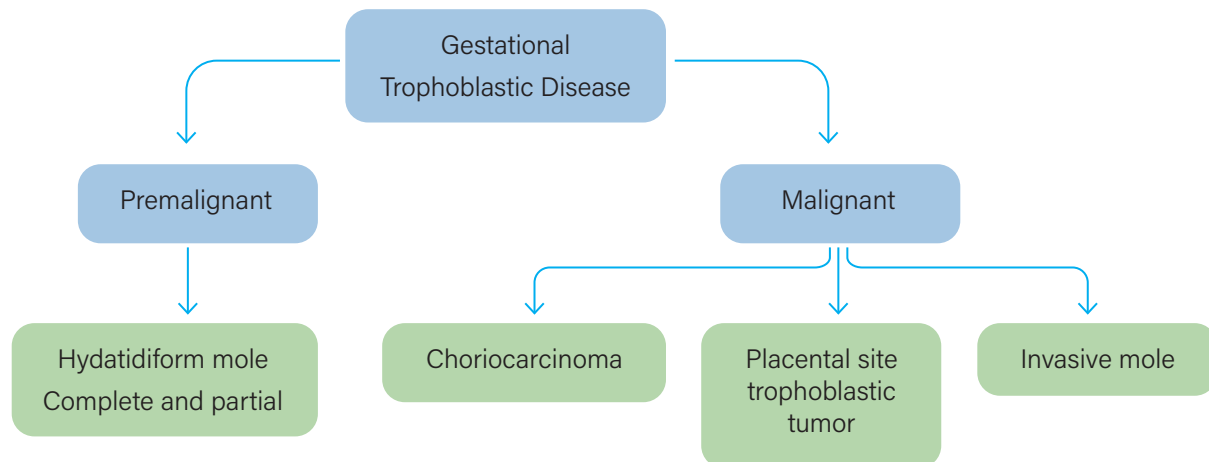 Gestational
Trophoblastic Disease
Premalignant
Malignant
Hydatidiform mole
Complete and partial
Choriocarcinoma
Placental site
trophoblastic
tumor
Invasive mole